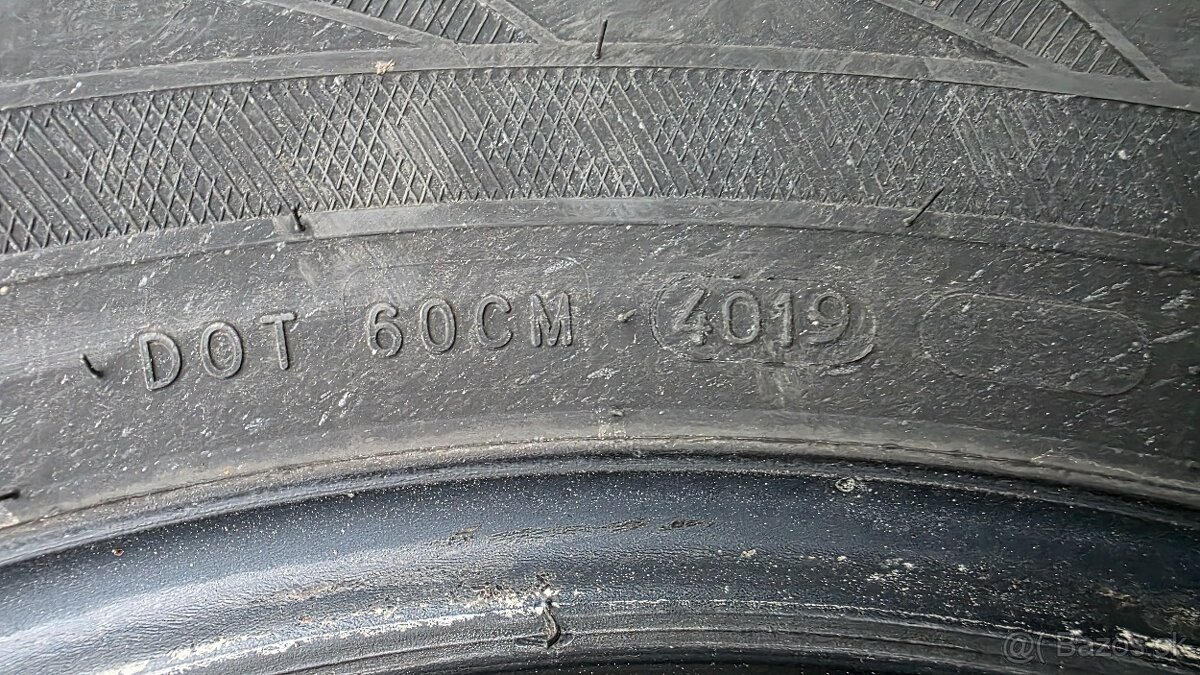 DOT 60CM 4019
@( Bazos.sk